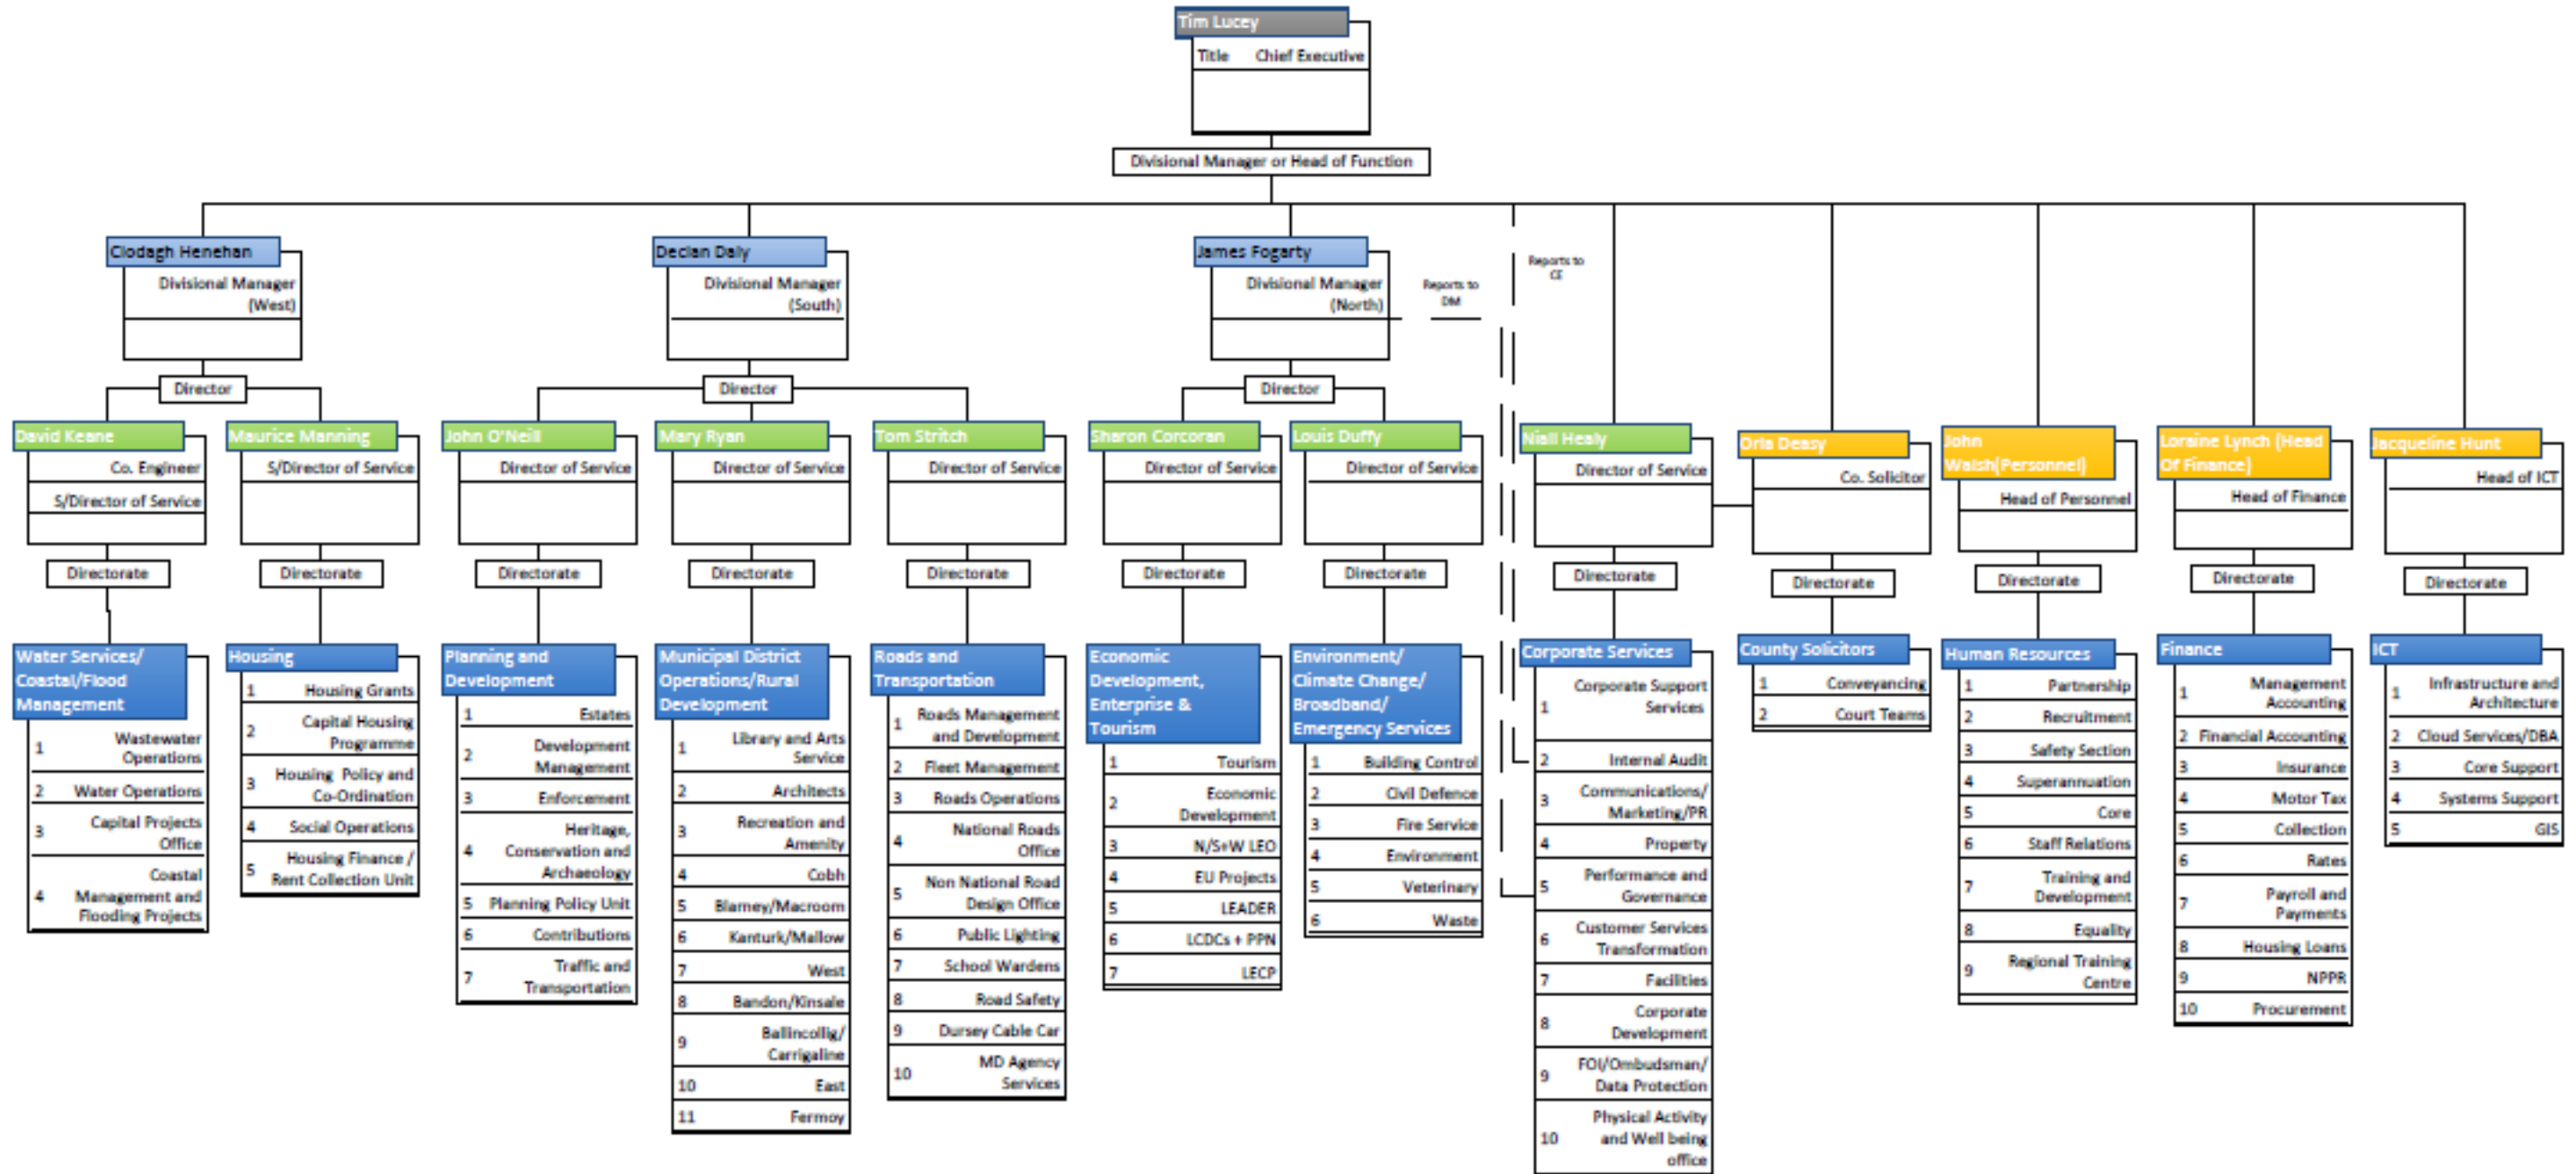 Tim Lucey
Title Chief Executive
Divisional Manager or Head of Function
Clodagh Henehan
Divisional Manager
(West)
Declan Daly
Divisional Manager
(South)
James Fogarty
Divisional Manager
(North)
Reports to
DM
Reports to
CE
Director
Director
Director
David Keane
Co. Engineer
S/Director of Service
Maurice Manning
S/Director of Service
John O'Neill
Director of Service
Mary Ryan
Director of Service
Tom Stritch
Director of Service
Sharon Corcoran
Director of Service
Louis Duffy
Director of Service
Niall Healy
Director of Service
Orla Deasy
Co. Solicitor
John
Walsh(Personnel)
Head of Personnel
Loraine Lynch (Head
Of Finance)
Head of Finance
Jacqueline Hunt
Head of ICT
Directorate
Directorate
Directorate
Directorate
Directorate
Directorate
Directorate
Directorate
Directorate
Directorate
Directorate
Directorate
Water Services/
Coastal/Flood
Management
1 Wastewater
Operations
2 Water Operations
3 Capital Projects
Office
4 Coastal
Management and
Flooding Projects
Housing
1 Housing Grants
2 Capital Housing
Programme
3 Housing Policy and
Co-Ordination
4 Social Operations
5 Housing Finance /
Rent Collection Unit
Planning and
Development
1 Estates
2 Development
Management
3 Enforcement
4 Heritage,
Conservation and
Archaeology
5 Planning Policy Unit
6 Contributions
7 Traffic and
Transportation
Municipal District
Operations/Rural
Development
1 Library and Arts
Service
2 Architects
3 Recreation and
Amenity
4 Cobh
5 Blarney/Macroom
6 Kanturk/Mallow
7 West
8 Bandon/Kinsale
9 Ballincollig/
Carrigaline
10 East
11 Fermoy
Roads and
Transportation
1 Roads Management
and Development
2 Fleet Management
3 Roads Operations
4 National Roads
Office
5 Non National Road
Design Office
6 Public Lighting
7 School Wardens
8 Road Safety
9 Dursey Cable Car
10 MD Agency
Services
Economic
Development,
Enterprise &
Tourism
1 Tourism
2 Economic
Development
3 N/S+W LEO
4 EU Projects
5 LEADER
6 LCDCs + PPN
7 LECP
Environment/
Climate Change/
Broadband/
Emergency Services
1 Building Control
2 Civil Defence
3 Fire Service
4 Environment
5 Veterinary
6 Waste
Corporate Services
1 Corporate Support
Services
2 Internal Audit
3 Communications/
Marketing/PR
4 Property
5 Performance and
Governance
6 Customer Services
Transformation
7 Facilities
8 Corporate
Development
9 FOI/Ombudsman/
Data Protection
10 Physical Activity
and Well being
office
County Solicitors
1 Conveyancing
2 Court Teams
Human Resources
1 Partnership
2 Recruitment
3 Safety Section
4 Superannuation
5 Core
6 Staff Relations
7 Training and
Development
8 Equality
9 Regional Training
Centre
Finance
1 Management
Accounting
2 Financial Accounting
3 Insurance
4 Motor Tax
5 Collection
6 Rates
7 Payroll and
Payments
8 Housing Loans
9 NPPR
10 Procurement
ICT
1 Infrastructure and
Architecture
2 Cloud Services/DBA
3 Core Support
4 Systems Support
5 GIS